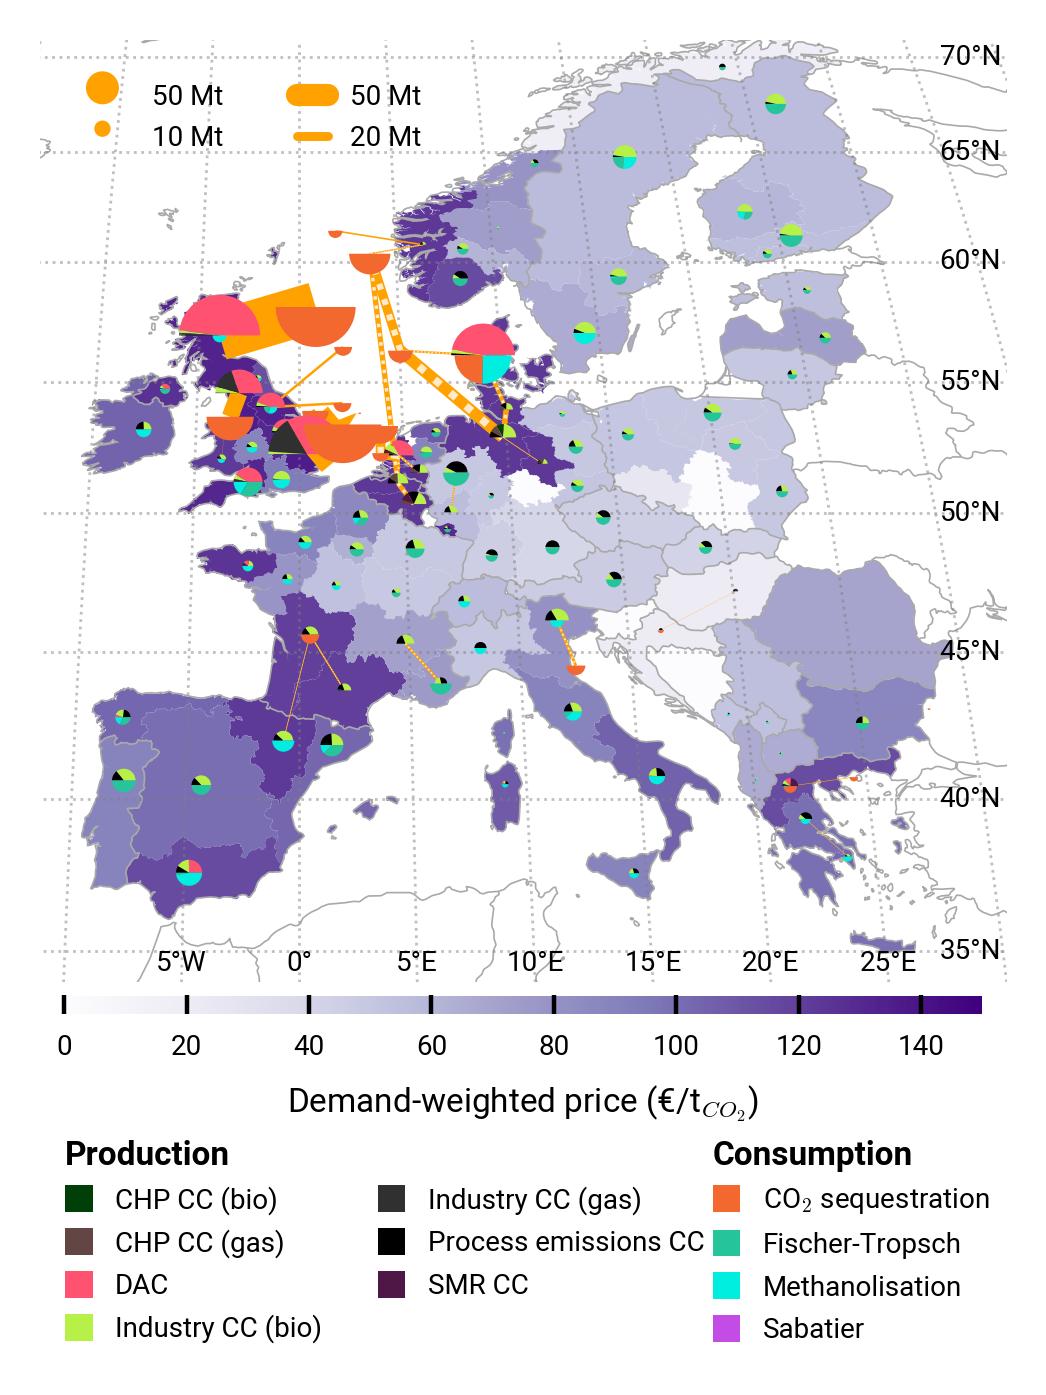 70°N
50 Mt 50 Mt
10 Mt 20 Mt
65°N
60°N
55°N
50°N
45°N
40°N
35°N
5°W 0° 5°E 10°E 15°E 20°E 25°E
0 20 40 60 80 100 120 140
Demand-weighted price (€/t_{CO_2})
Production Consumption
CHP CC (bio) Industry CC (gas) CO₂ sequestration
CHP CC (gas) Process emissions CC Fischer-Tropsch
DAC SMR CC Methanolisation
Industry CC (bio) Sabatier